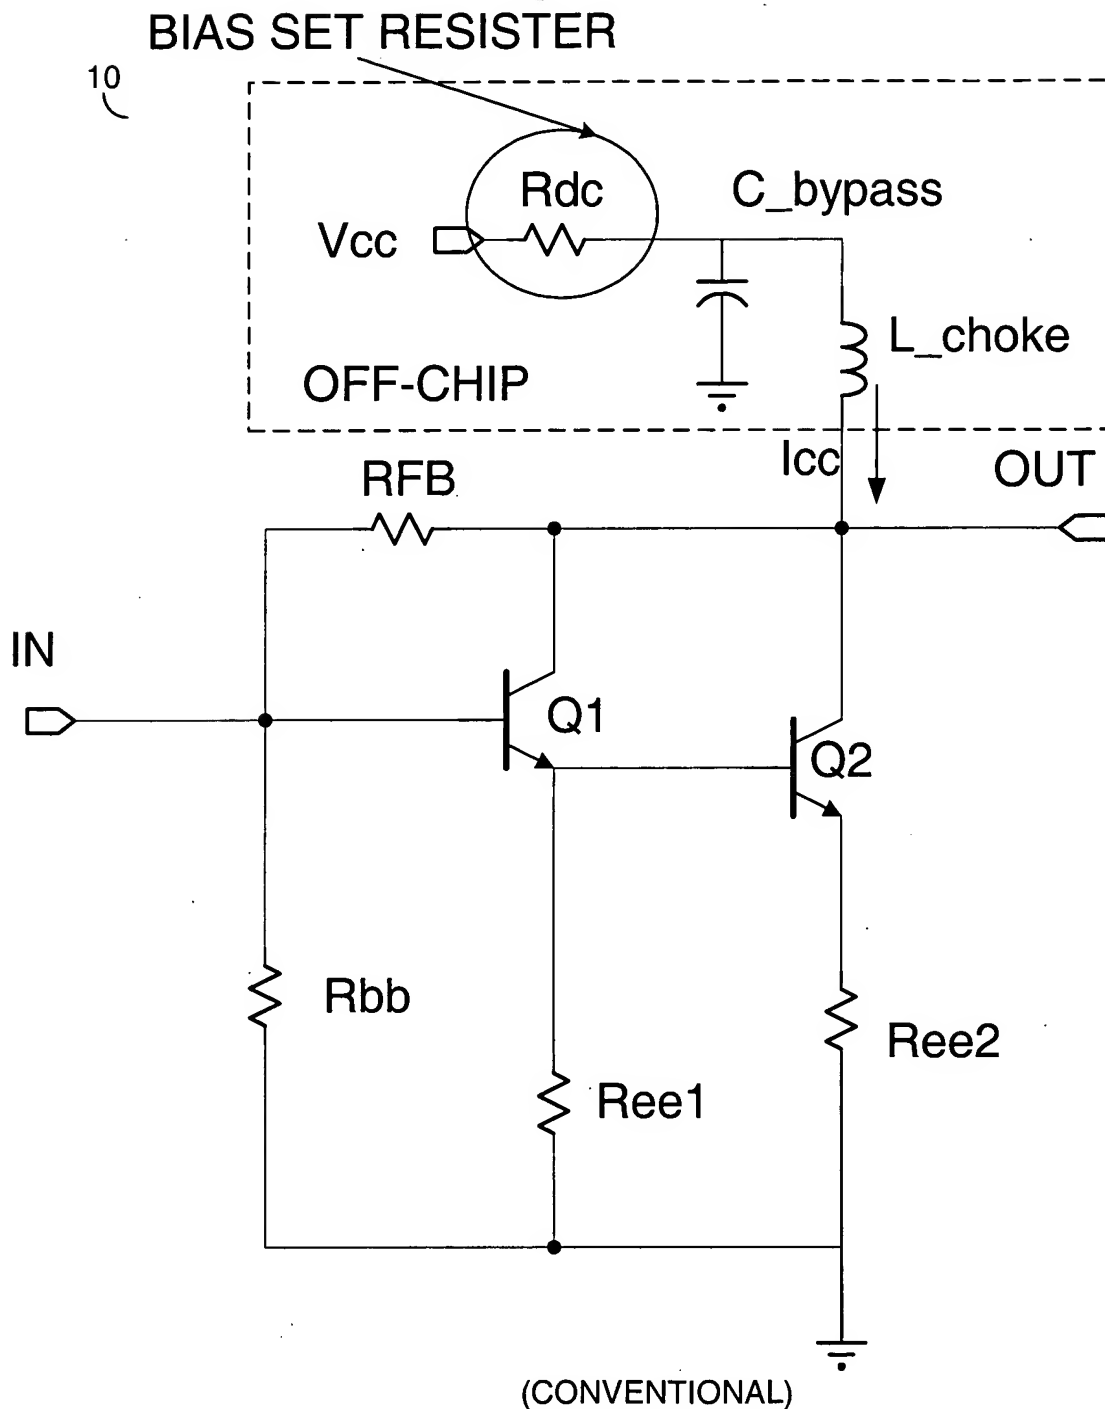 BIAS SET RESISTER
10
Rdc
C_bypass
Vcc
L_choke
OFF-CHIP
Icc
OUT
RFB
IN
Q1
Q2
Rbb
Ree2
Ree1
(CONVENTIONAL)